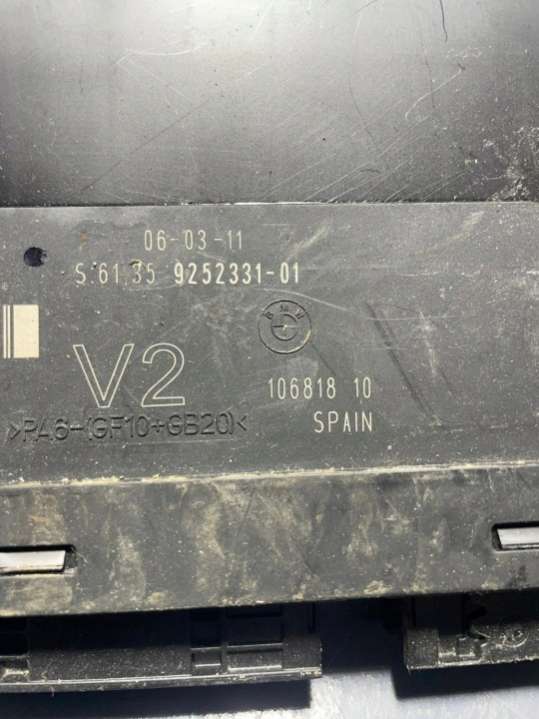 06-03-11
S.61.35 9252331-01
BMW
V2
106818 10
>PA6-(GF10+GB20)<
SPAIN